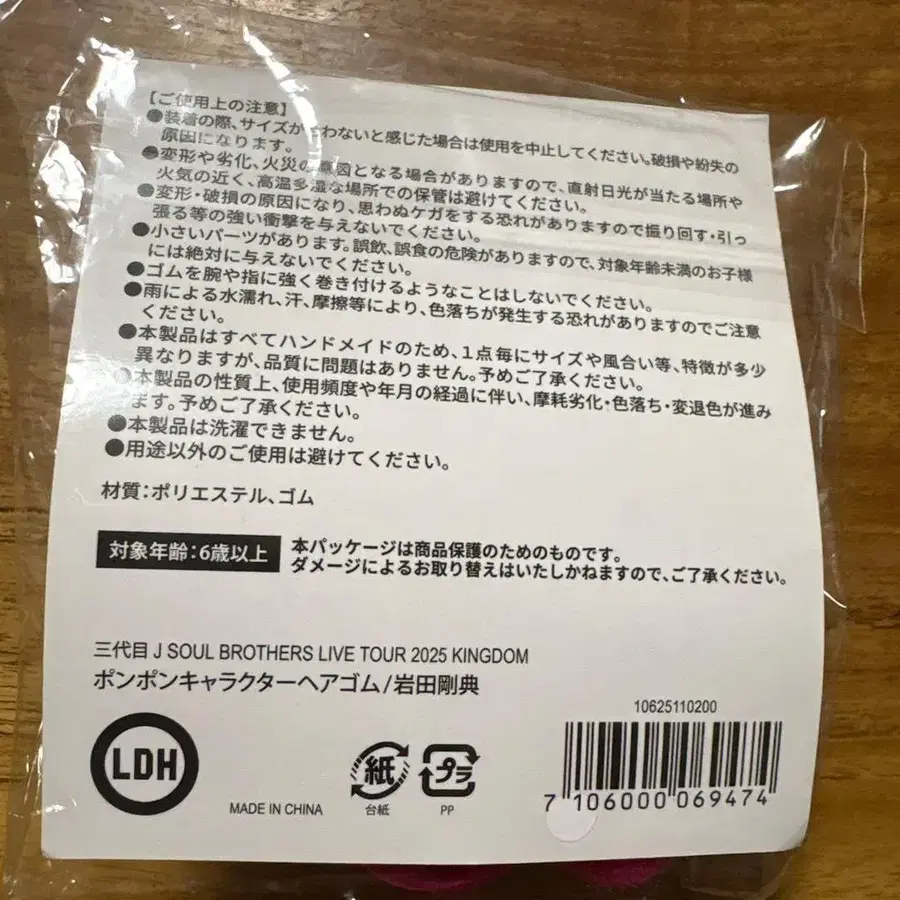 【ご使用上の注意】
●装着の際、サイズが合わないと感じた場合は使用を中止してください。破損や紛失の
原因になります。
●変形や劣化、火災の原因となる場合がありますので、直射日光が当たる場所や
火気の近く、高温多湿な場所での保管は避けてください。
●変形・破損の原因になり、思わぬケガをする恐れがありますので振り回す・引っ
張る等の強い衝撃を与えないでください。
●小さいパーツがあります。誤飲、誤食の危険がありますので、対象年齢未満のお子様
には絶対に与えないでください。
●ゴムを腕や指に強く巻き付けるようなことはしないでください。
●雨による水濡れ、汗、摩擦等により、色落ちが発生する恐れがありますのでご注意
ください。
●本製品はすべてハンドメイドのため、1点毎にサイズや風合い等、特徴が多少
異なりますが、品質に問題はありません。予めご了承ください。
●本製品の性質上、使用頻度や年月の経過に伴い、摩耗劣化・色落ち・変退色が進み
ます。予めご了承ください。
●本製品は洗濯できません。
●用途以外のご使用は避けてください。
材質:ポリエステル、ゴム
対象年齢:6歳以上
本パッケージは商品保護のためのものです。
ダメージによるお取り替えはいたしかねますので、ご了承ください。
三代目 J SOUL BROTHERS LIVE TOUR 2025 KINGDOM
ポンポンキャラクターヘアゴム/岩田剛典
10625110200
LDH
MADE IN CHINA
紙
台紙
プラ
PP
7 106000 069474